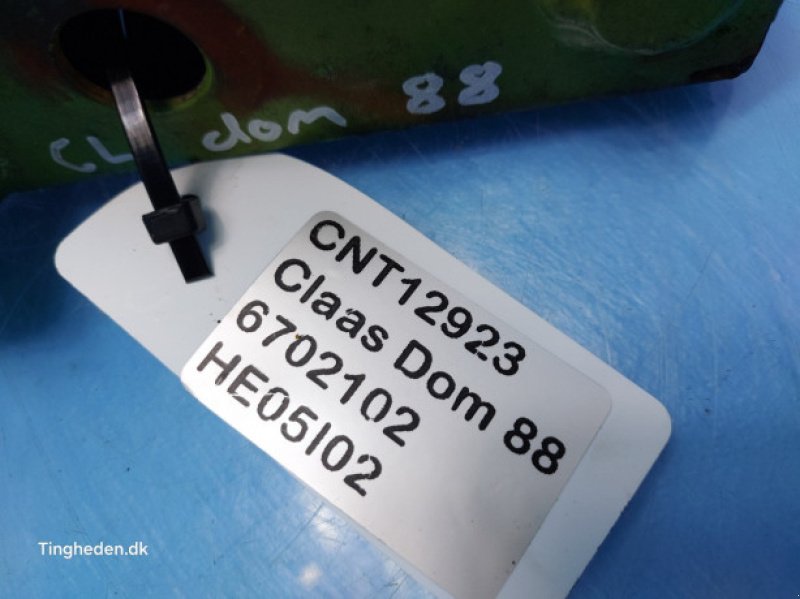 CL dom 88
CNT12923
Claas Dom 88
6702102
HE05I02
Tingheden.dk